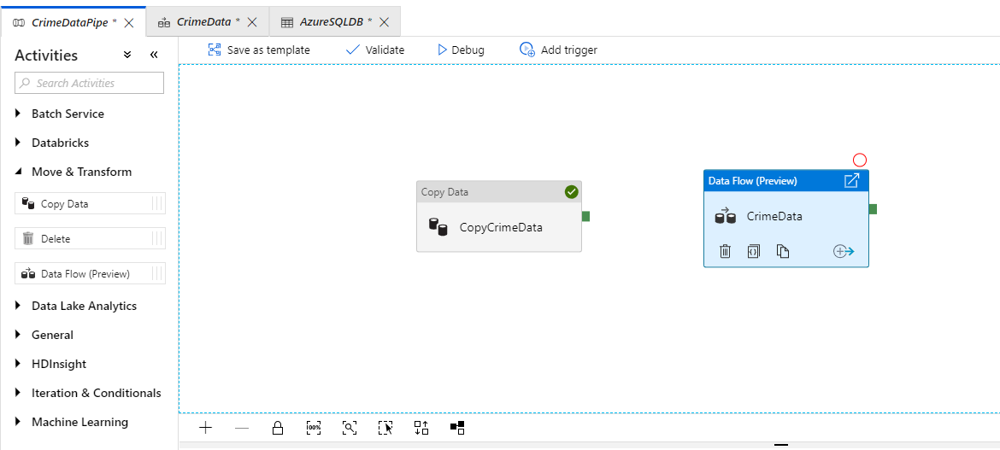 CrimeDataPipe *
CrimeData *
AzureSQLDB *
Activities
Search Activities
Batch Service
Databricks
Move & Transform
Copy Data
Delete
Data Flow (Preview)
Data Lake Analytics
General
HDInsight
Iteration & Conditionals
Machine Learning
Save as template
Validate
Debug
Add trigger
Copy Data
CopyCrimeData
Data Flow (Preview)
CrimeData
100%